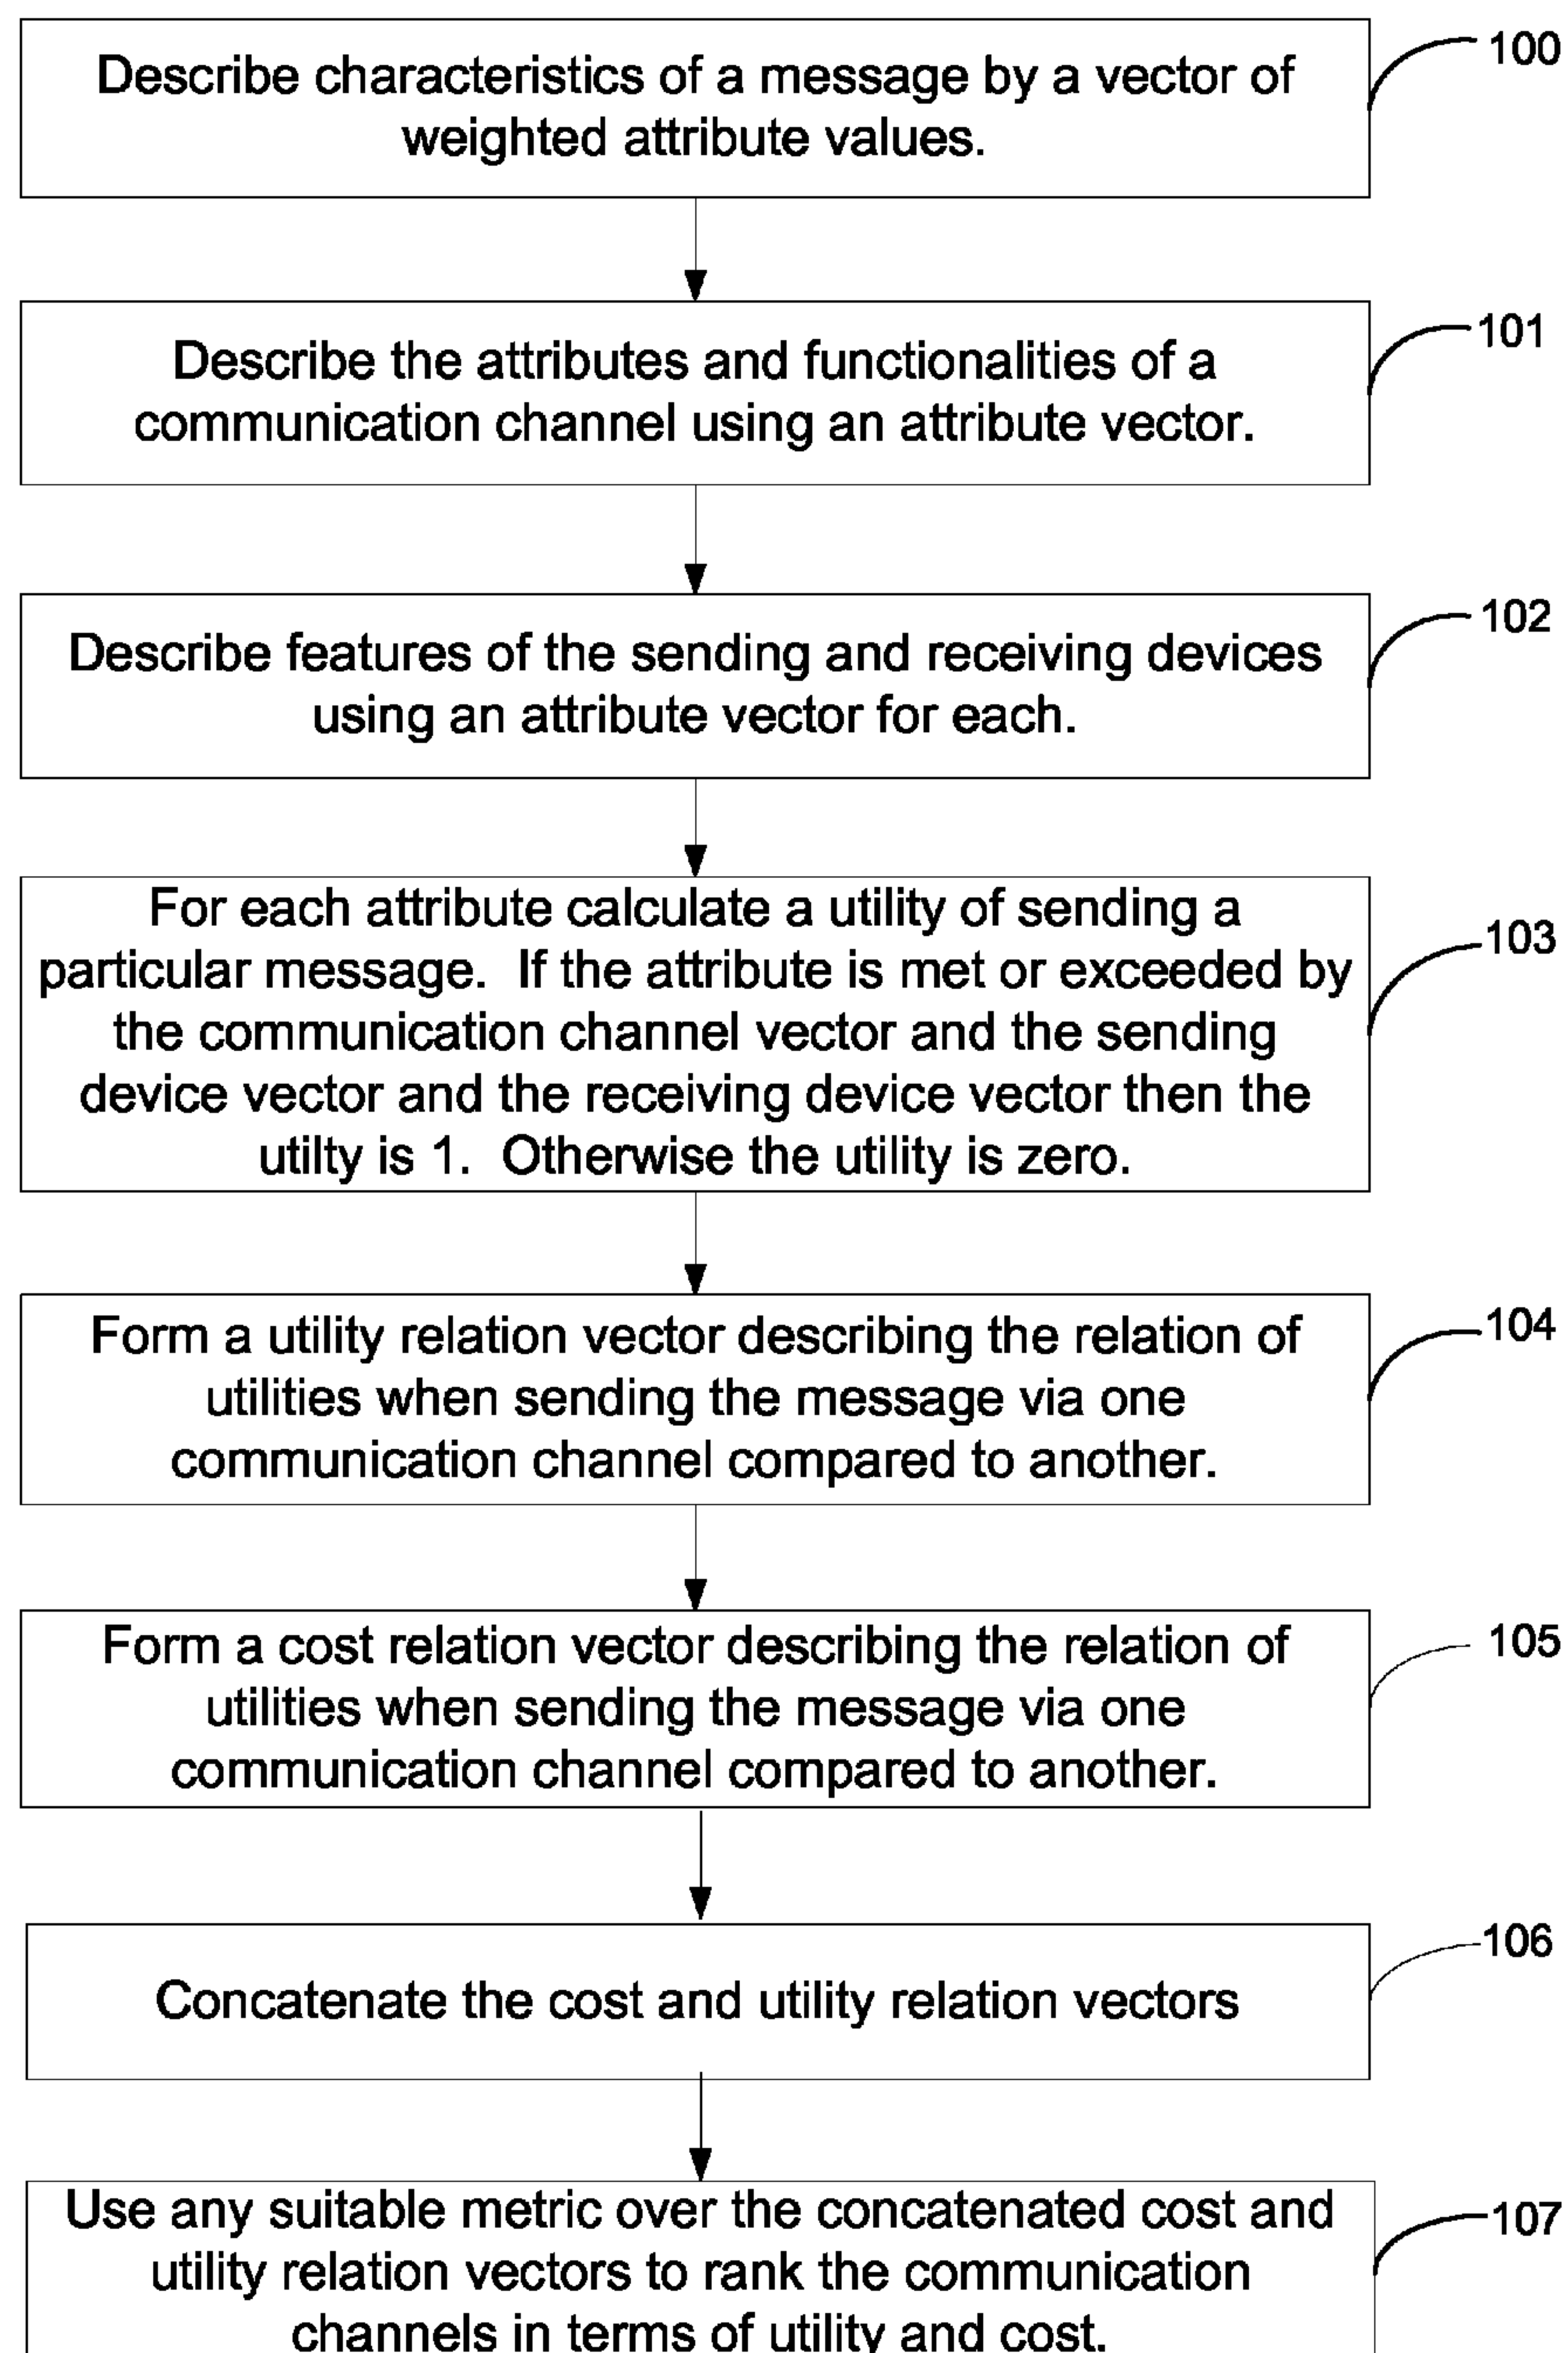 Describe characteristics of a message by a vector of
weighted attribute values.
100
Describe the attributes and functionalities of a
communication channel using an attribute vector.
101
Describe features of the sending and receiving devices
using an attribute vector for each.
102
For each attribute calculate a utility of sending a
particular message.  If the attribute is met or exceeded by
the communication channel vector and the sending
device vector and the receiving device vector then the
utilty is 1.  Otherwise the utility is zero.
103
Form a utility relation vector describing the relation of
utilities when sending the message via one
communication channel compared to another.
104
Form a cost relation vector describing the relation of
utilities when sending the message via one
communication channel compared to another.
105
Concatenate the cost and utility relation vectors
106
Use any suitable metric over the concatenated cost and
utility relation vectors to rank the communication
channels in terms of utility and cost.
107